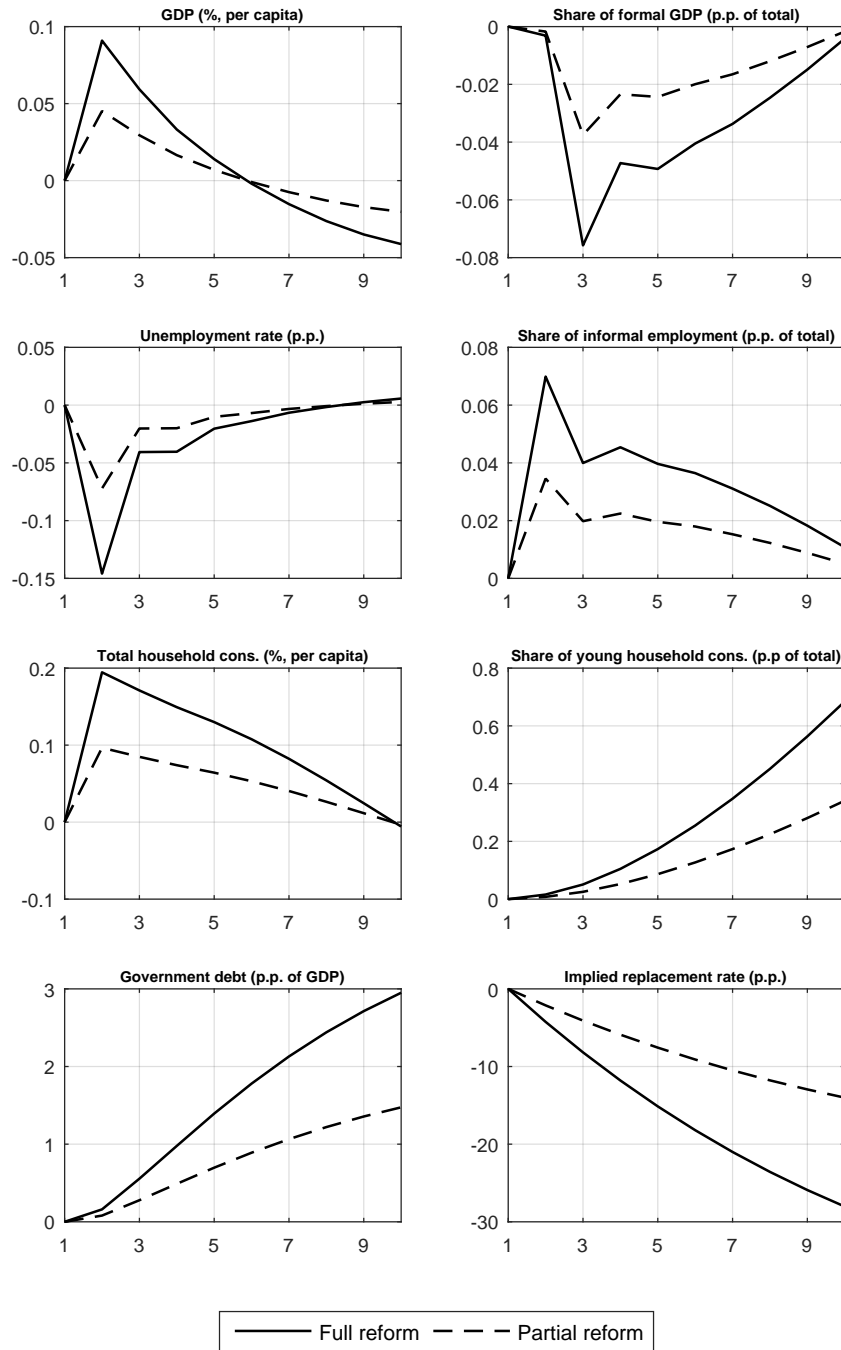 GDP (%, per capita)
0.1
0.05
0
-0.05
1 3 5 7 9
Share of formal GDP (p.p. of total)
0
-0.02
-0.04
-0.06
-0.08
1 3 5 7 9
Unemployment rate (p.p.)
0.05
0
-0.05
-0.1
-0.15
1 3 5 7 9
Share of informal employment (p.p. of total)
0.08
0.06
0.04
0.02
0
1 3 5 7 9
Total household cons. (%, per capita)
0.2
0.1
0
-0.1
1 3 5 7 9
Share of young household cons. (p.p of total)
0.8
0.6
0.4
0.2
0
1 3 5 7 9
Government debt (p.p. of GDP)
3
2
1
0
1 3 5 7 9
Implied replacement rate (p.p.)
0
-10
-20
-30
1 3 5 7 9
Full reform Partial reform